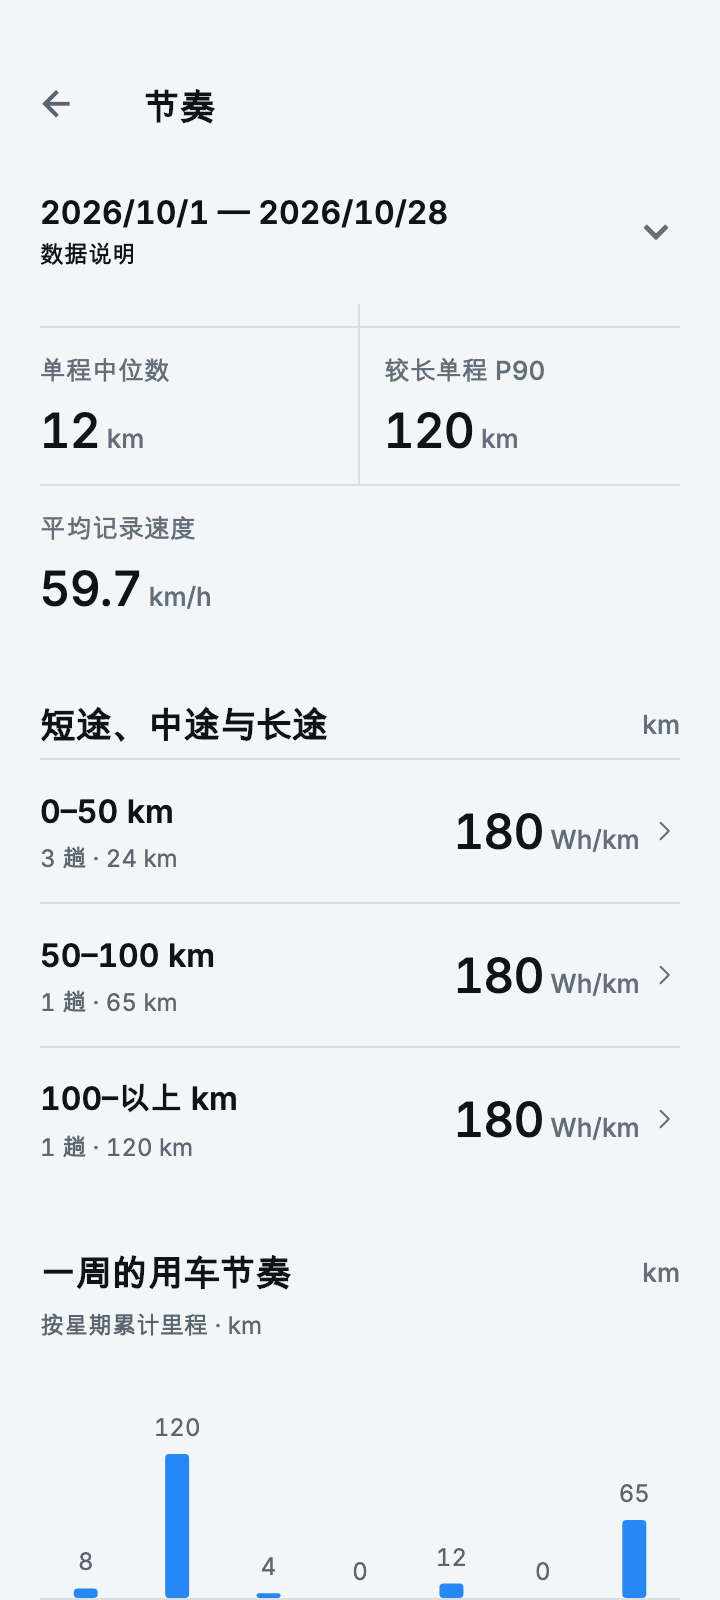 节奏
2026/10/1 — 2026/10/28
数据说明
单程中位数
12 km
较长单程 P90
120 km
平均记录速度
59.7 km/h
短途、中途与长途 km
0–50 km
3 趟 · 24 km
180 Wh/km
50–100 km
1 趟 · 65 km
180 Wh/km
100–以上 km
1 趟 · 120 km
180 Wh/km
一周的用车节奏 km
按星期累计里程 · km
8 120 4 0 12 0 65